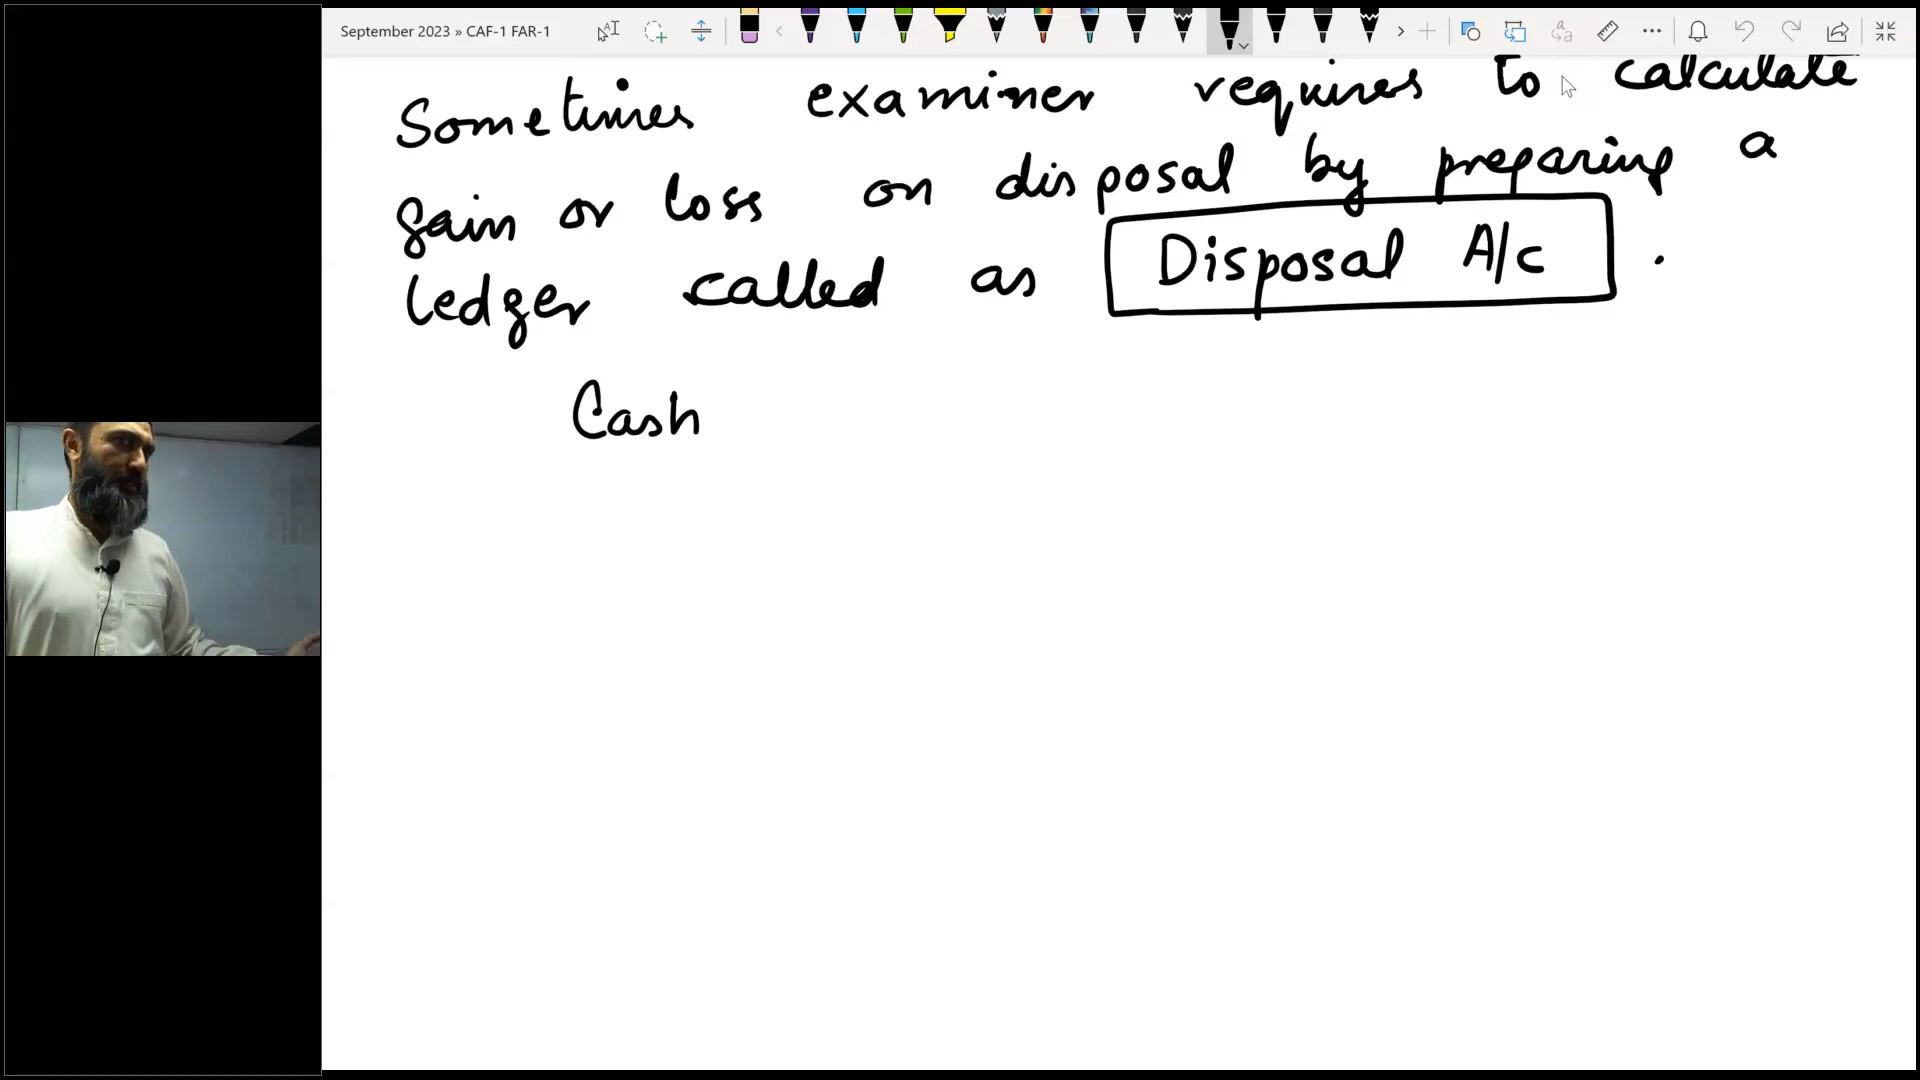 September 2023 » CAF-1 FAR-1
Sometimes examiner requires to calculate
gain or loss on disposal by preparing a
ledger called as Disposal A/c .
Cash